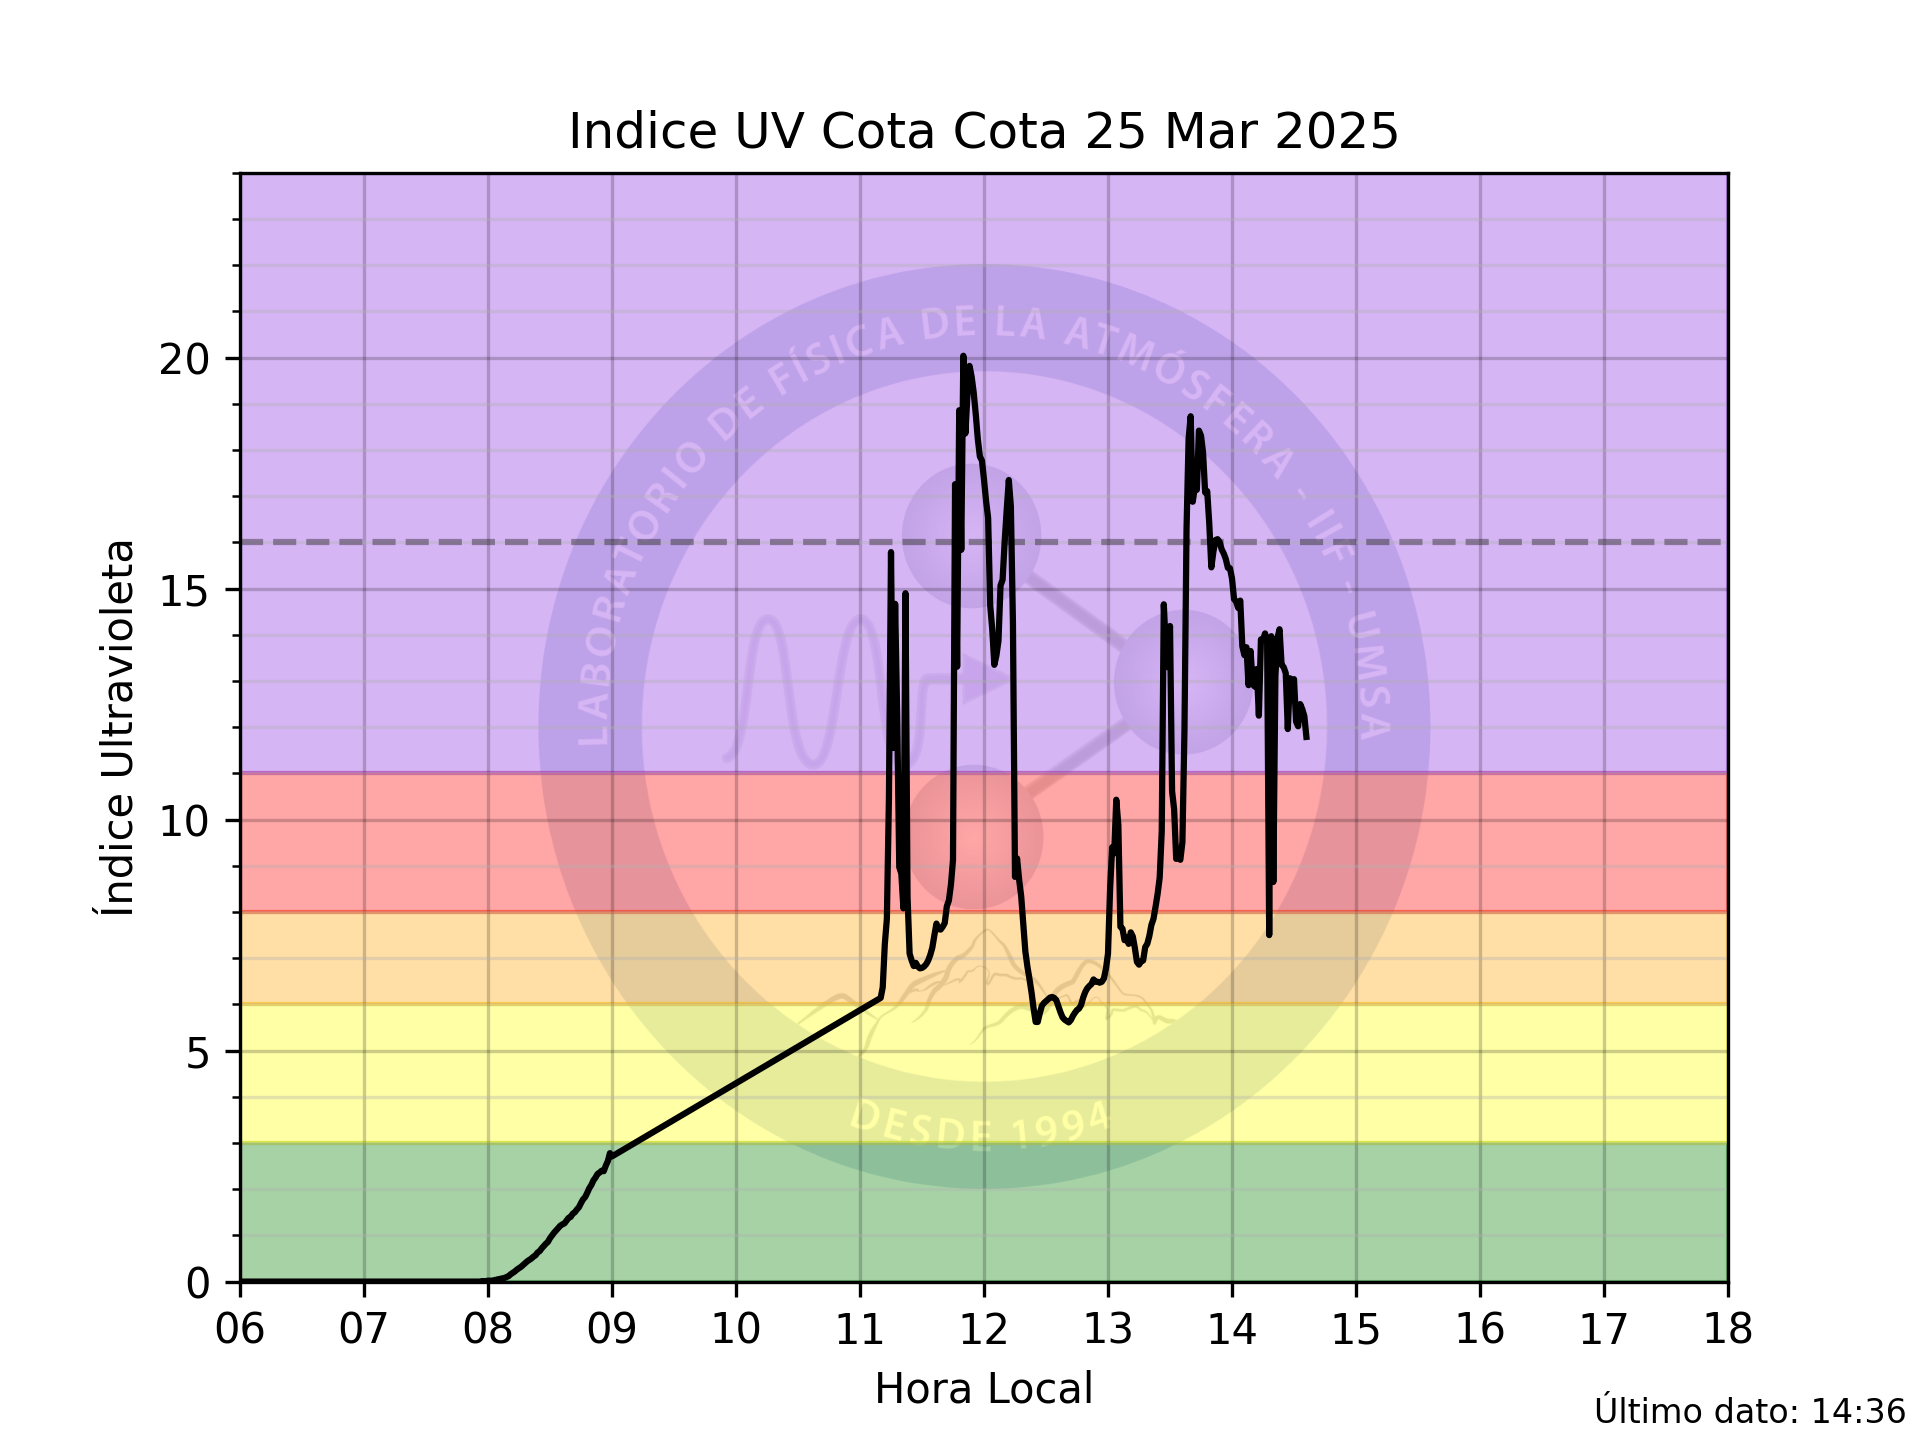 Indice UV Cota Cota 25 Mar 2025
LABORATORIO DE FÍSICA DE LA ATMÓSFERA - IIF - UMSA
DESDE 1994
Índice Ultravioleta
20
15
10
5
0
06 07 08 09 10 11 12 13 14 15 16 17 18
Hora Local
Último dato: 14:36